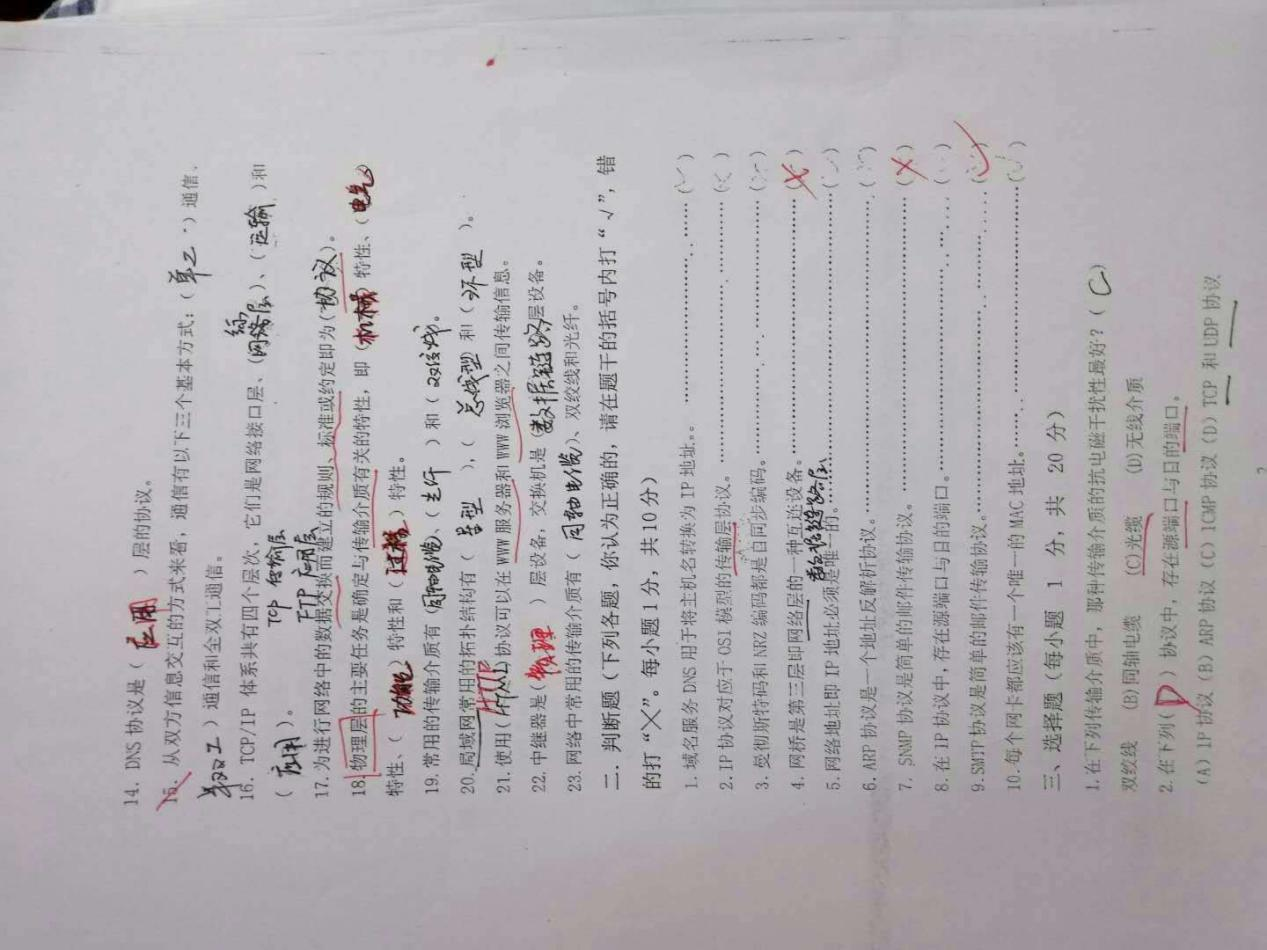 14. DNS 协议是( 应用 )层的协议。
15. 从双方信息交互的方式来看,通信有以下三个基本方式:( 单工 )通信、
( 半双工 )通信和全双工通信。
16. TCP/IP 体系共有四个层次,它们是网络接口层、(网络层)、(运输)和
( 应用 )。
TCP 传输层
FTP 应用层
17.为进行网络中的数据交换而建立的规则、标准或约定即为(协议)。
18.物理层的主要任务是确定与传输介质有关的特性,即(机械)特性、(电气)
特性、(功能)特性和(过程)特性。
19.常用的传输介质有(同轴电缆、(光纤)和(双绞线。
20.局域网常用的拓扑结构有( 星型 )、( 总线型 )和(环型 )。
HTTP
21.使用(HTML)协议可以在 WWW 服务器和 WWW 浏览器之间传输信息。
22.中继器是( 物理 )层设备,交换机是(数据链路层设备。
23.网络中常用的传输介质有(同轴电缆)、双绞线和光纤。
二.判断题(下列各题,你认为正确的,请在题干的括号内打“√”,错
的打“╳”。每小题1分,共10分)
1.域名服务 DNS 用于将主机名转换为 IP 地址。(√)
2.IP 协议对应于 OSI 模型的传输层协议。( )
3.曼彻斯特码和 NRZ 编码都是自同步编码。( )
4.网桥是第三层即网络层的一种互连设备。(×)
数据链路层
5.网络地址即 IP 地址必须是唯一的。( )
6.ARP 协议是一个地址反解析协议。( )
7. SNMP 协议是简单的邮件传输协议。(×)
8.在 IP 协议中,存在源端口与目的端口。( )
9.SMTP 协议是简单的邮件传输协议。(√)
10.每个网卡都应该有一个唯一的 MAC 地址。(√)
三、选择题(每小题 1 分,共 20 分)
1.在下列传输介质中,那种传输介质的抗电磁干扰性最好?( C )
双绞线 (B)同轴电缆 (C)光缆 (D)无线介质
2.在下列( D )协议中,存在源端口与目的端口。
(A)IP 协议 (B)ARP 协议 (C)ICMP 协议 (D)TCP 和 UDP 协议
2